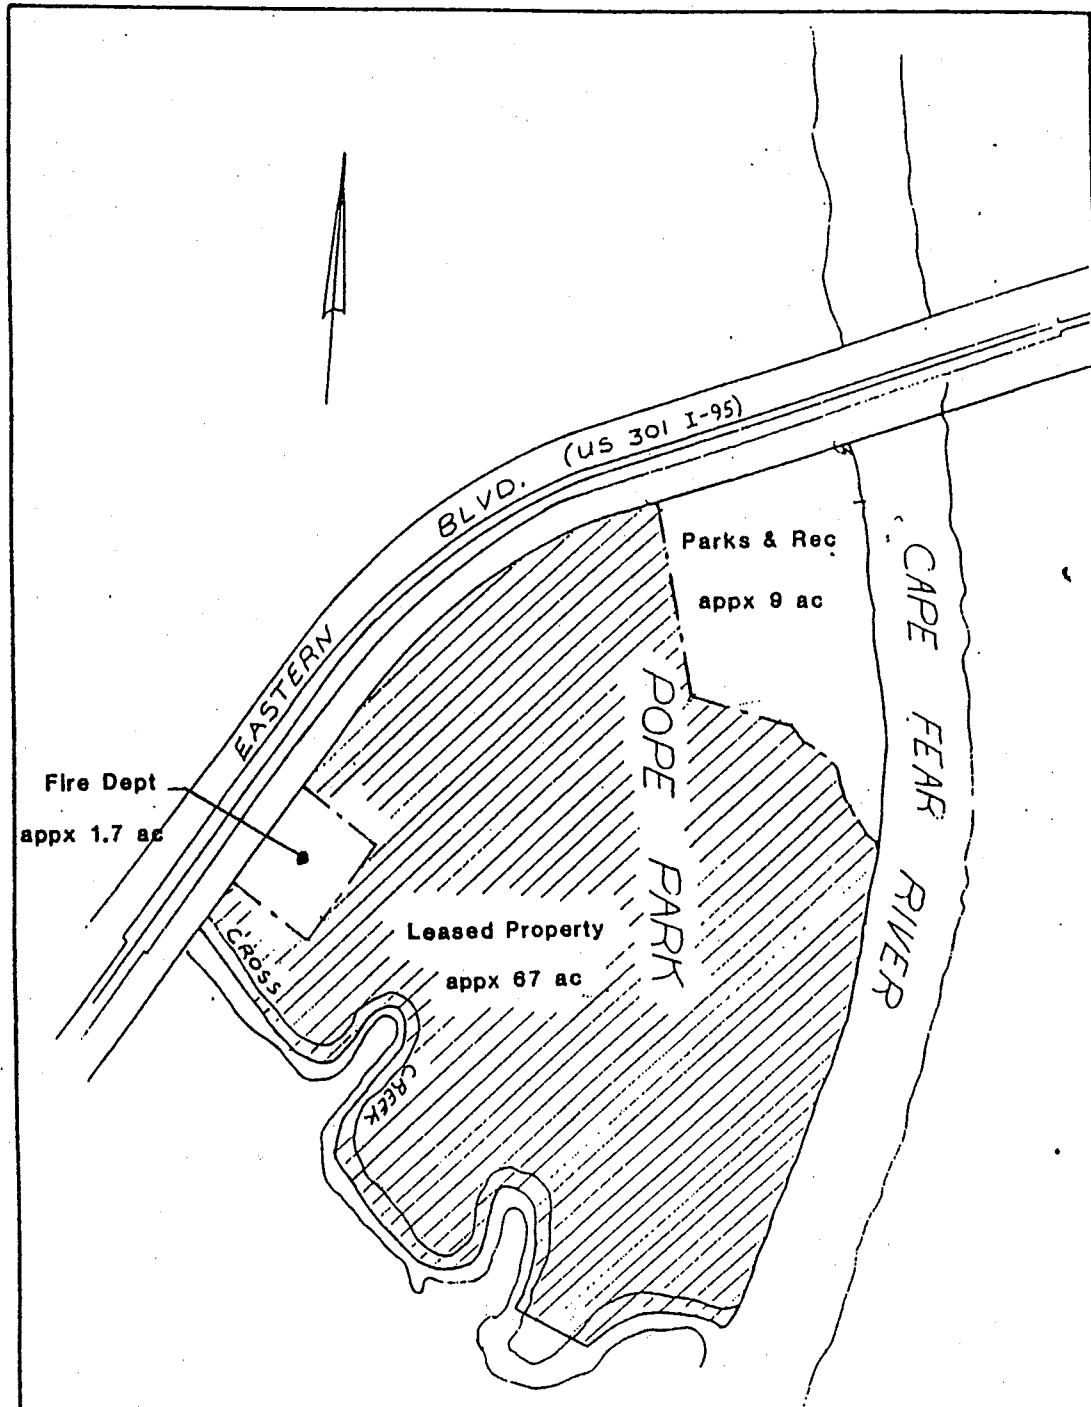 EASTERN BLVD. (US 301 I-95)
Parks & Rec
appx 9 ac
CAPE FEAR RIVER
POPE PARK
Fire Dept
appx 1.7 ac
Leased Property
appx 67 ac
CROSS CREEK